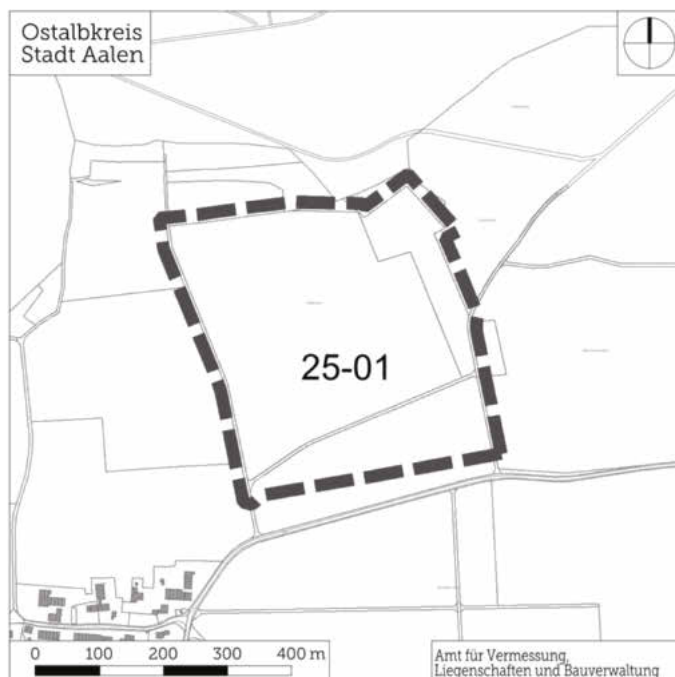 Ostalbkreis
Stadt Aalen
25-01
0 100 200 300 400 m
Amt für Vermessung,
Liegenschaften und Bauverwaltung